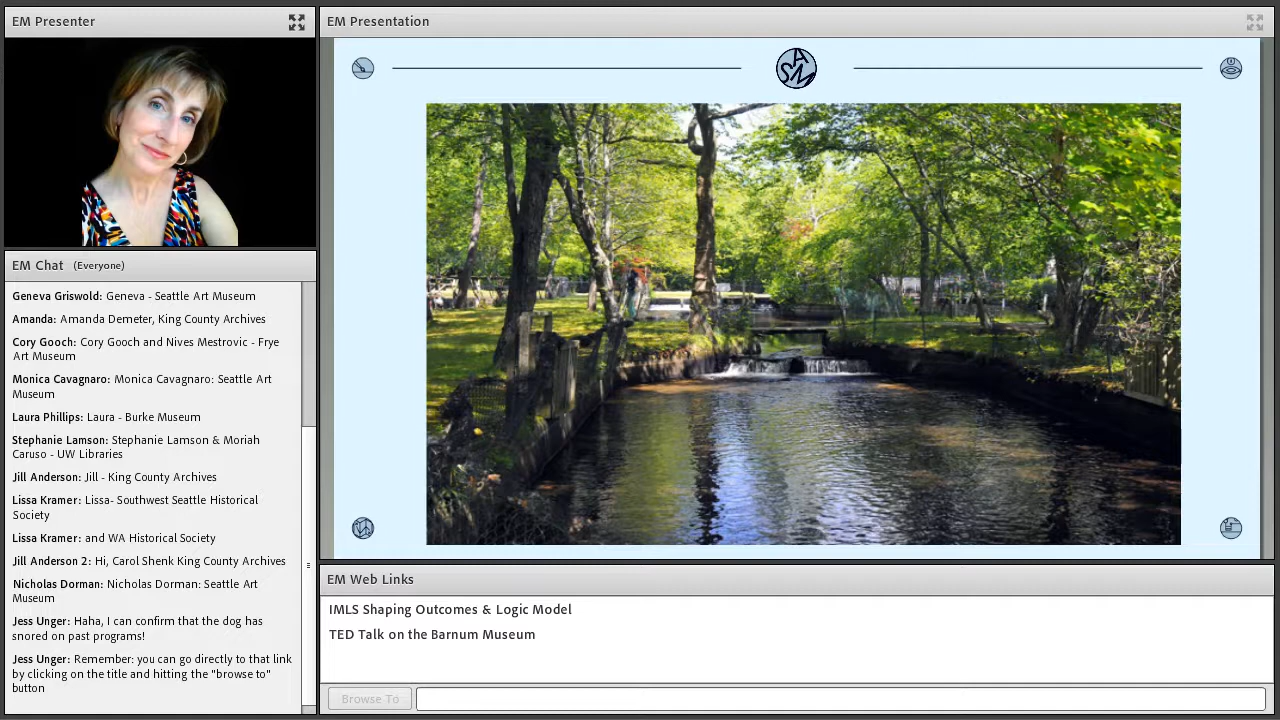 EM Presenter
EM Chat (Everyone)
Geneva Griswold: Geneva - Seattle Art Museum
Amanda: Amanda Demeter, King County Archives
Cory Gooch: Cory Gooch and Nives Mestrovic - Frye
Art Museum
Monica Cavagnaro: Monica Cavagnaro: Seattle Art
Museum
Laura Phillips: Laura - Burke Museum
Stephanie Lamson: Stephanie Lamson & Moriah
Caruso - UW Libraries
Jill Anderson: Jill - King County Archives
Lissa Kramer: Lissa- Southwest Seattle Historical
Society
Lissa Kramer: and WA Historical Society
Jill Anderson 2: Hi, Carol Shenk King County Archives
Nicholas Dorman: Nicholas Dorman: Seattle Art
Museum
Jess Unger: Haha, I can confirm that the dog has
snored on past programs!
Jess Unger: Remember: you can go directly to that link
by clicking on the title and hitting the "browse to"
button
EM Presentation
ASM
EM Web Links
IMLS Shaping Outcomes & Logic Model
TED Talk on the Barnum Museum
Browse To